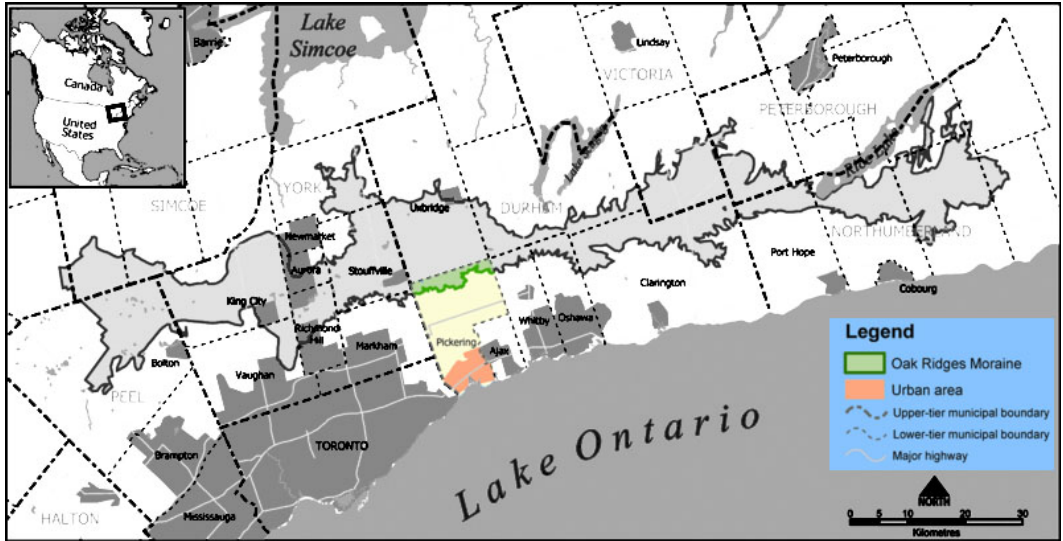 Canada
United
States
Barrie
Lake
Simcoe
Lindsay
VICTORIA
Peterborough
PETERBOROUGH
SIMCOE
YORK
Uxbridge
DURHAM
Newmarket
Aurora
Stouffville
King City
NORTHUMBERLAND
Port Hope
Cobourg
Clarington
Richmond
Hill
Markham
Pickering
Ajax
Whitby
Oshawa
Bolton
PEEL
Vaughan
TORONTO
Brampton
Mississauga
HALTON
Lake Ontario
Legend
Oak Ridges Moraine
Urban area
Upper-tier municipal boundary
Lower-tier municipal boundary
Major highway
NORTH
0 10 20 30
Kilometres